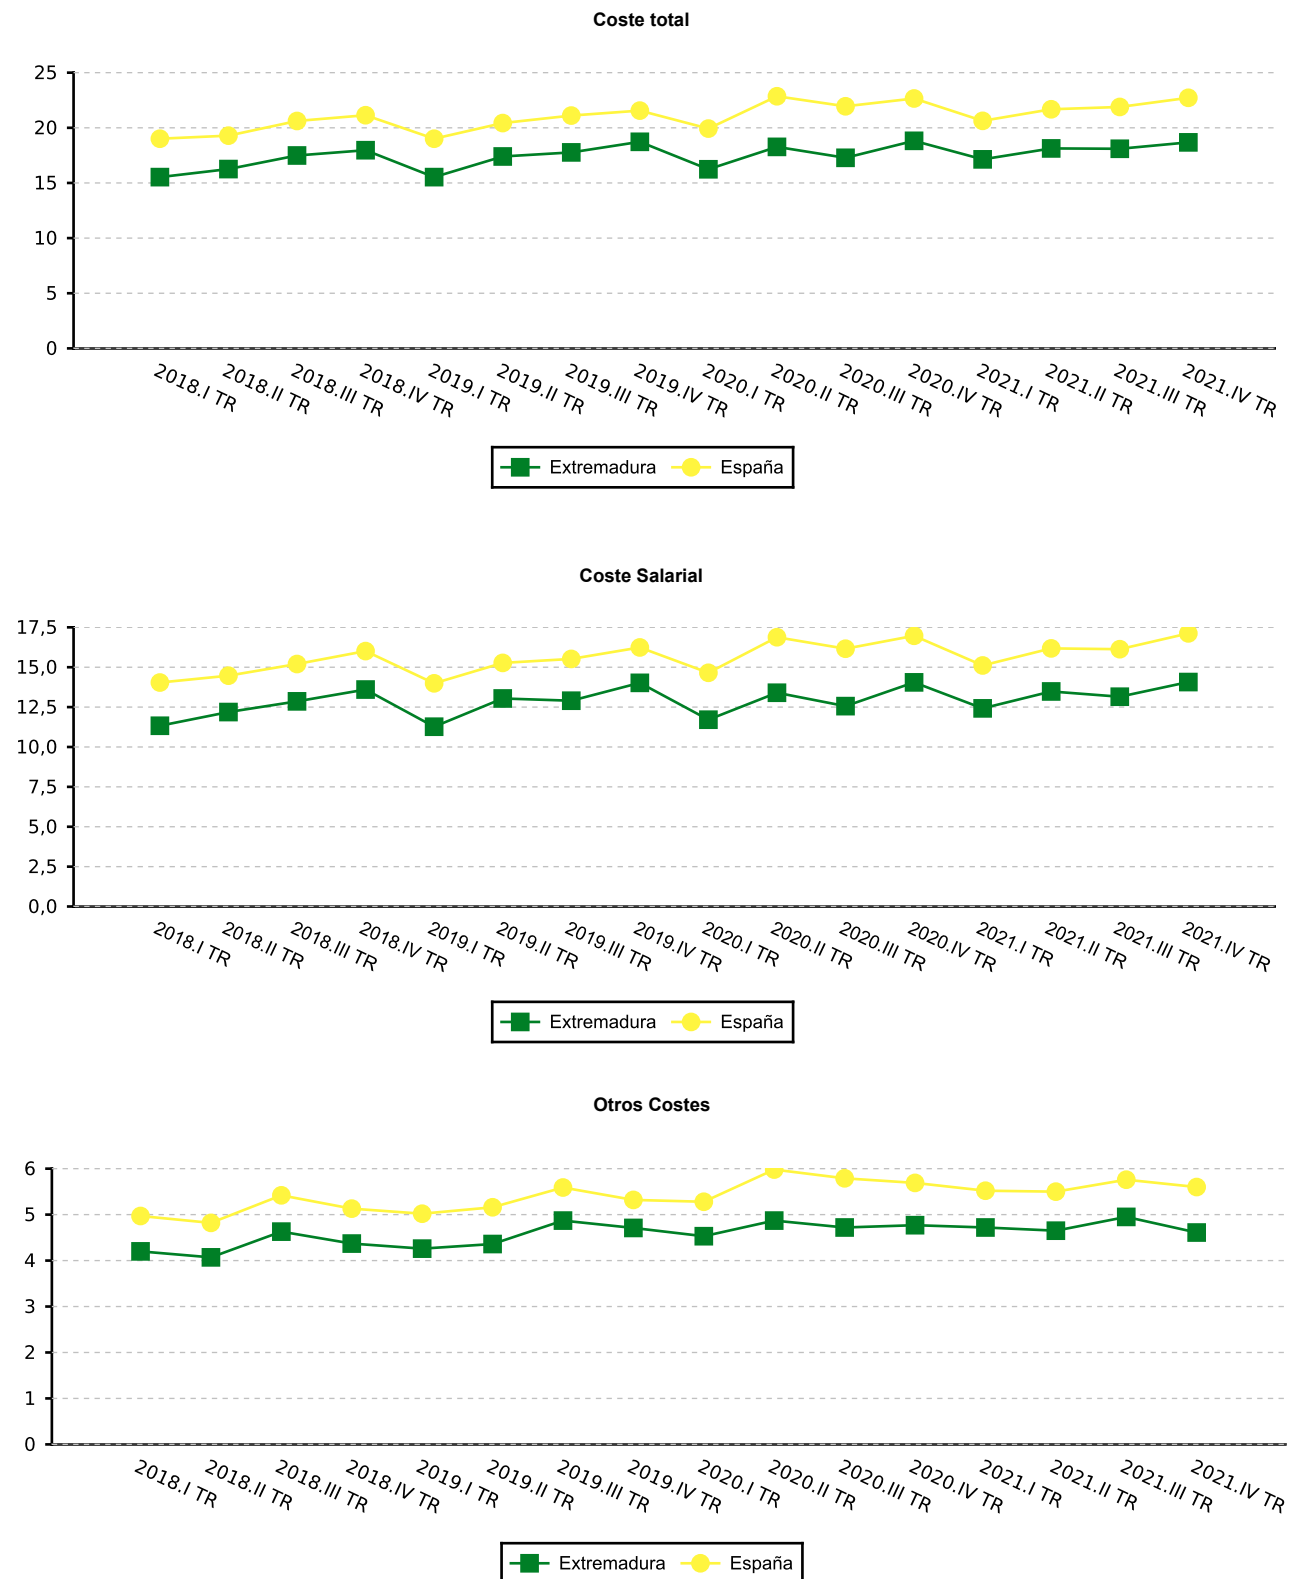 Coste total
25
20
15
10
5
0
2018.I TR
2018.II TR
2018.III TR
2018.IV TR
2019.I TR
2019.II TR
2019.III TR
2019.IV TR
2020.I TR
2020.II TR
2020.III TR
2020.IV TR
2021.I TR
2021.II TR
2021.III TR
2021.IV TR
Extremadura España
Coste Salarial
17,5
15,0
12,5
10,0
7,5
5,0
2,5
0,0
2018.I TR
2018.II TR
2018.III TR
2018.IV TR
2019.I TR
2019.II TR
2019.III TR
2019.IV TR
2020.I TR
2020.II TR
2020.III TR
2020.IV TR
2021.I TR
2021.II TR
2021.III TR
2021.IV TR
Extremadura España
Otros Costes
6
5
4
3
2
1
0
2018.I TR
2018.II TR
2018.III TR
2018.IV TR
2019.I TR
2019.II TR
2019.III TR
2019.IV TR
2020.I TR
2020.II TR
2020.III TR
2020.IV TR
2021.I TR
2021.II TR
2021.III TR
2021.IV TR
Extremadura España